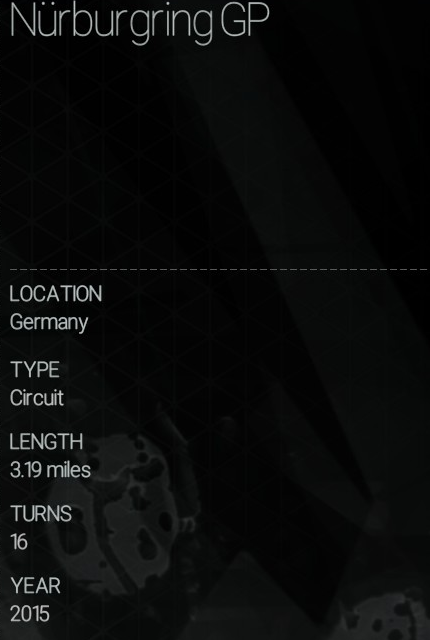 Nürburgring GP
LOCATION
Germany
TYPE
Circuit
LENGTH
3.19 miles
TURNS
16
YEAR
2015